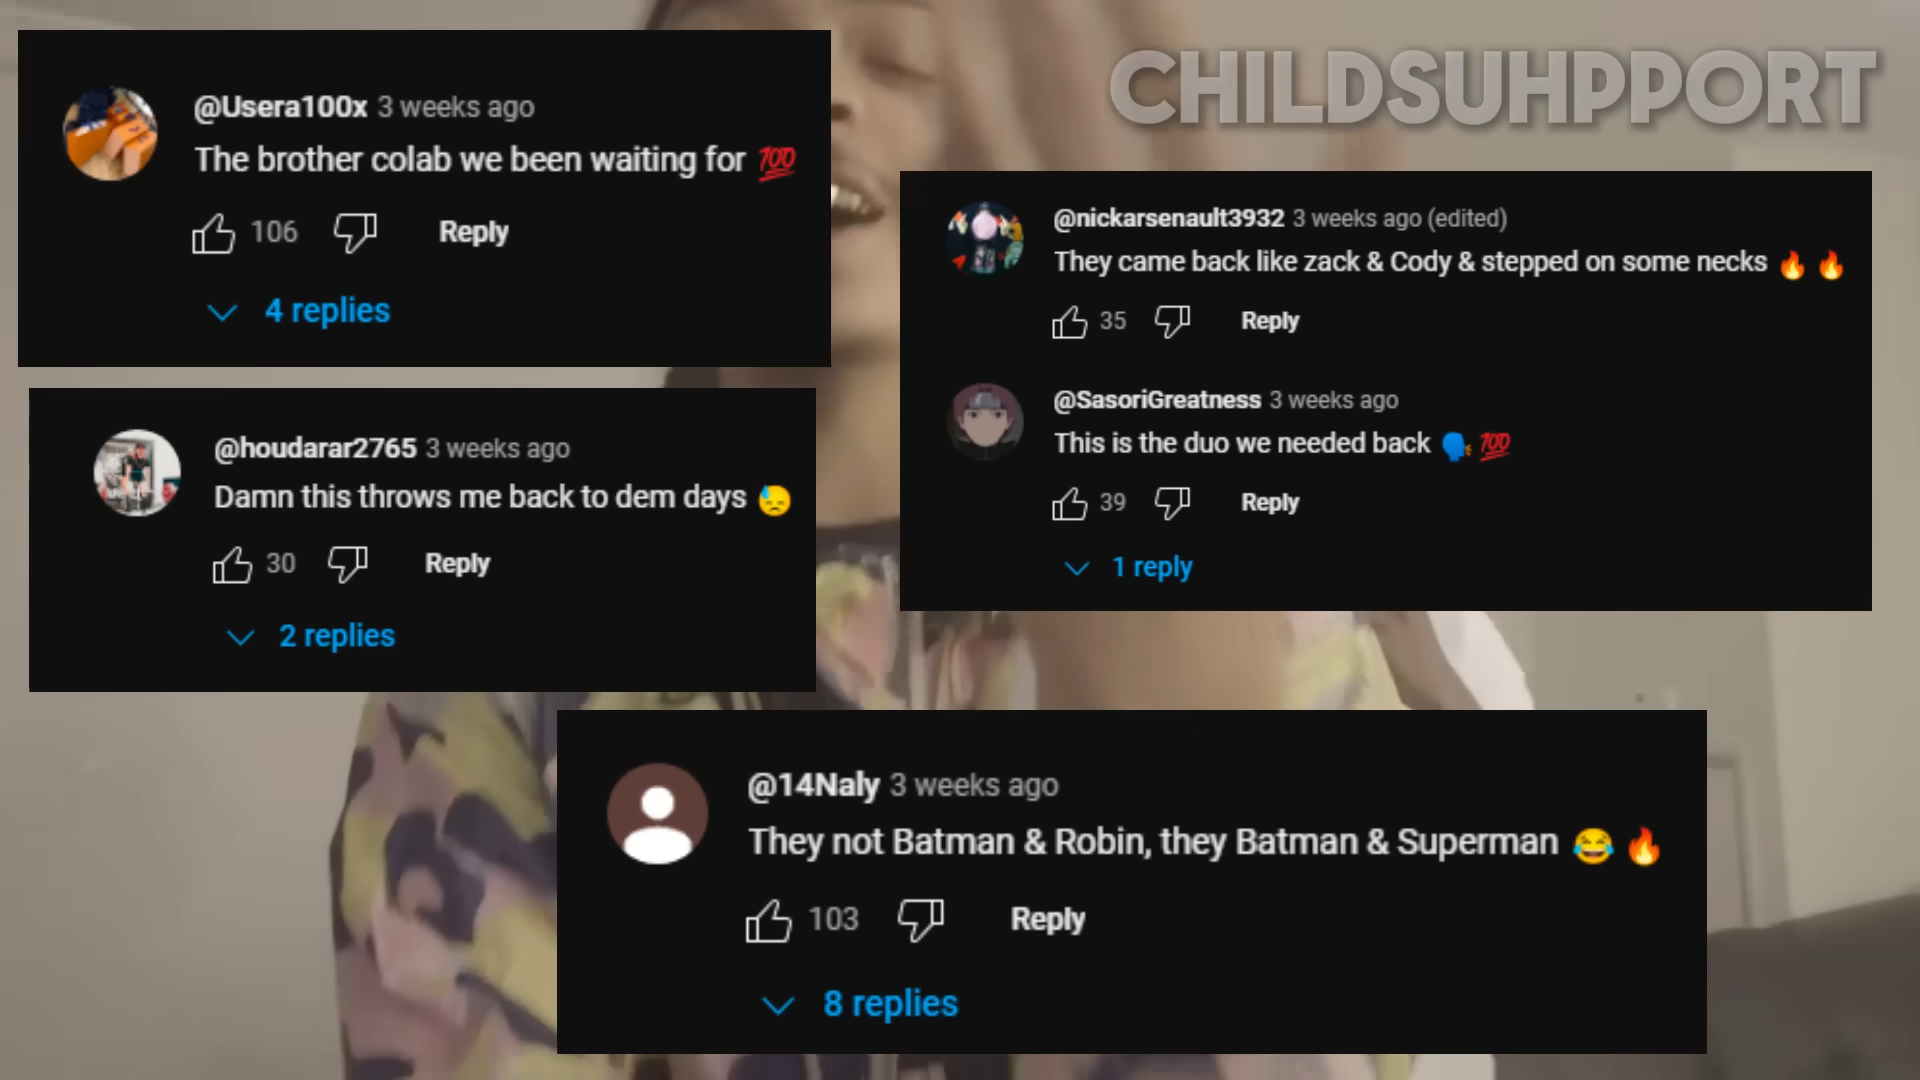 CHILDSUHPPORT
@Usera100x 3 weeks ago
The brother colab we been waiting for 💯
106 Reply
4 replies
@nickarsenault3932 3 weeks ago (edited)
They came back like zack & Cody & stepped on some necks 🔥 🔥
35 Reply
@SasoriGreatness 3 weeks ago
This is the duo we needed back 🗣️ 💯
39 Reply
1 reply
@houdarar2765 3 weeks ago
Damn this throws me back to dem days 😓
30 Reply
2 replies
@14Naly 3 weeks ago
They not Batman & Robin, they Batman & Superman 😂 🔥
103 Reply
8 replies